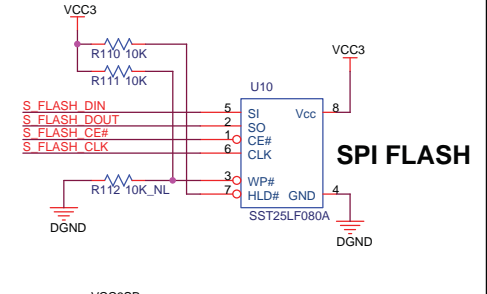 VCC3
R110 10K
R111 10K
VCC3
U10
S_FLASH_DIN 5 SI Vcc 8
S_FLASH_DOUT 2 SO
S_FLASH_CE# 1 CE#
S_FLASH_CLK 6 CLK
SPI FLASH
R112 10K_NL 3 WP#
7 HLD# GND 4
SST25LF080A
DGND
DGND